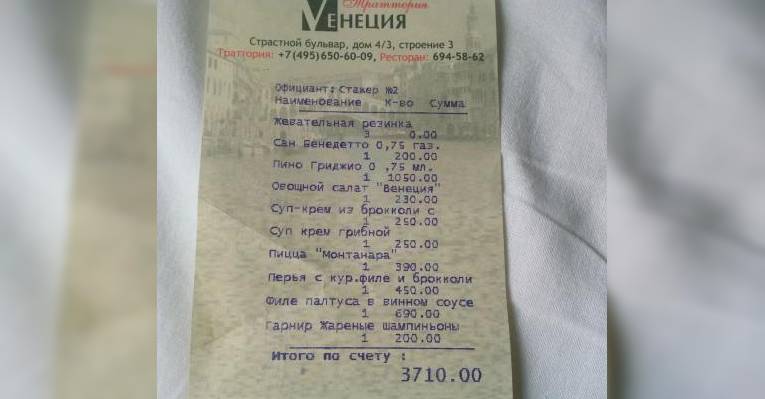 Траттория
VЕНЕЦИЯ
Страстной бульвар, дом 4/3, строение 3
Траттория: +7(495)650-60-09, Ресторан: 694-58-62
Официант: Стажер №2
Наименование К-во Сумма
Жевательная резинка
3 0.00
Сан Бенедетто 0,75 газ.
1 200.00
Пино Гриджио 0 ,75 мл.
1 1050.00
Овощной салат "Венеция"
1 230.00
Суп-крем из брокколи с
1 250.00
Суп крем грибной
1 250.00
Пицца "Монтанара"
1 390.00
Перья с кур.филе и брокколи
1 450.00
Филе палтуса в винном соусе
1 690.00
Гарнир Жареные шампиньоны
1 200.00
Итого по счету :
3710.00